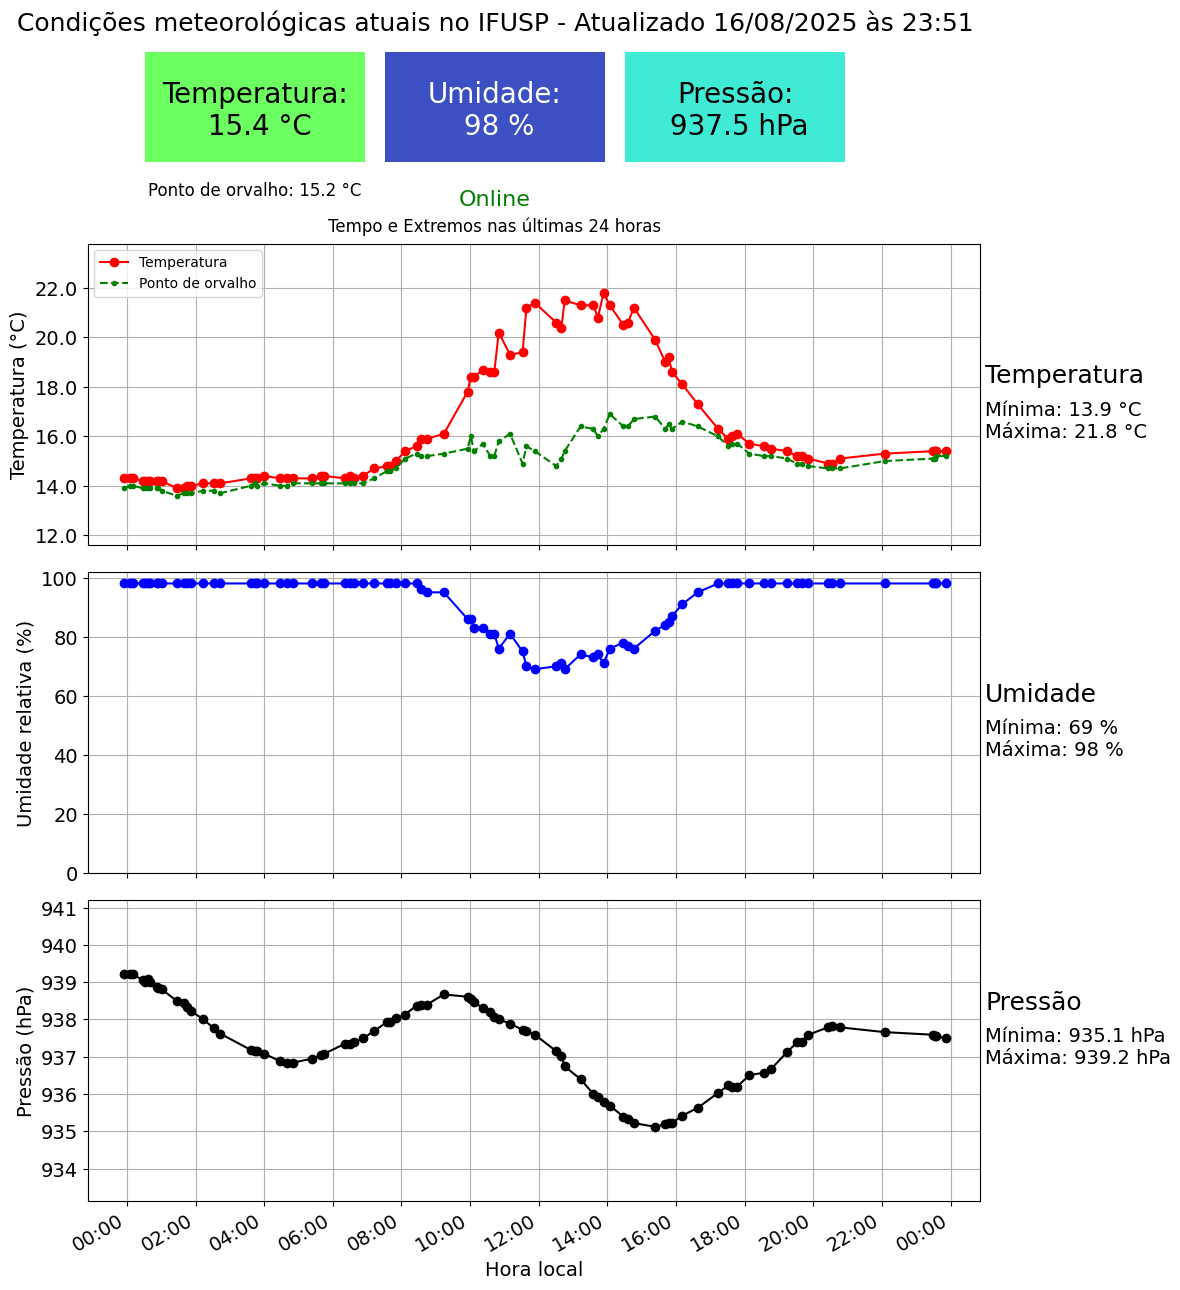 Condições meteorológicas atuais no IFUSP - Atualizado 16/08/2025 às 23:51
Temperatura:
15.4 °C
Umidade:
98 %
Pressão:
937.5 hPa
Ponto de orvalho: 15.2 °C
Online
Tempo e Extremos nas últimas 24 horas
Temperatura
Ponto de orvalho
Temperatura (°C)
22.0
20.0
18.0
16.0
14.0
12.0
Temperatura
Mínima: 13.9 °C
Máxima: 21.8 °C
Umidade relativa (%)
100
80
60
40
20
0
Umidade
Mínima: 69 %
Máxima: 98 %
Pressão (hPa)
941
940
939
938
937
936
935
934
Pressão
Mínima: 935.1 hPa
Máxima: 939.2 hPa
00:00 02:00 04:00 06:00 08:00 10:00 12:00 14:00 16:00 18:00 20:00 22:00 00:00
Hora local